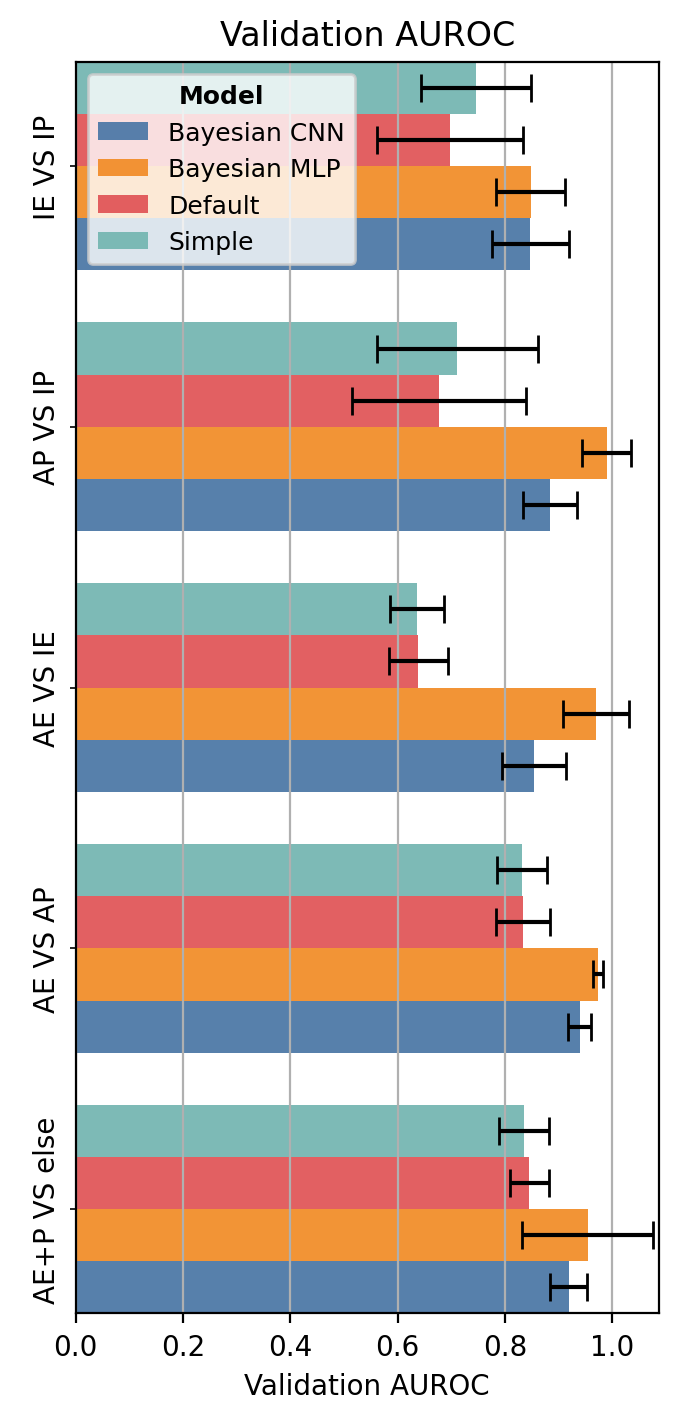 Validation AUROC
Model
Bayesian CNN
Bayesian MLP
Default
Simple
IE VS IP
AP VS IP
AE VS IE
AE VS AP
AE+P VS else
0.0 0.2 0.4 0.6 0.8 1.0
Validation AUROC